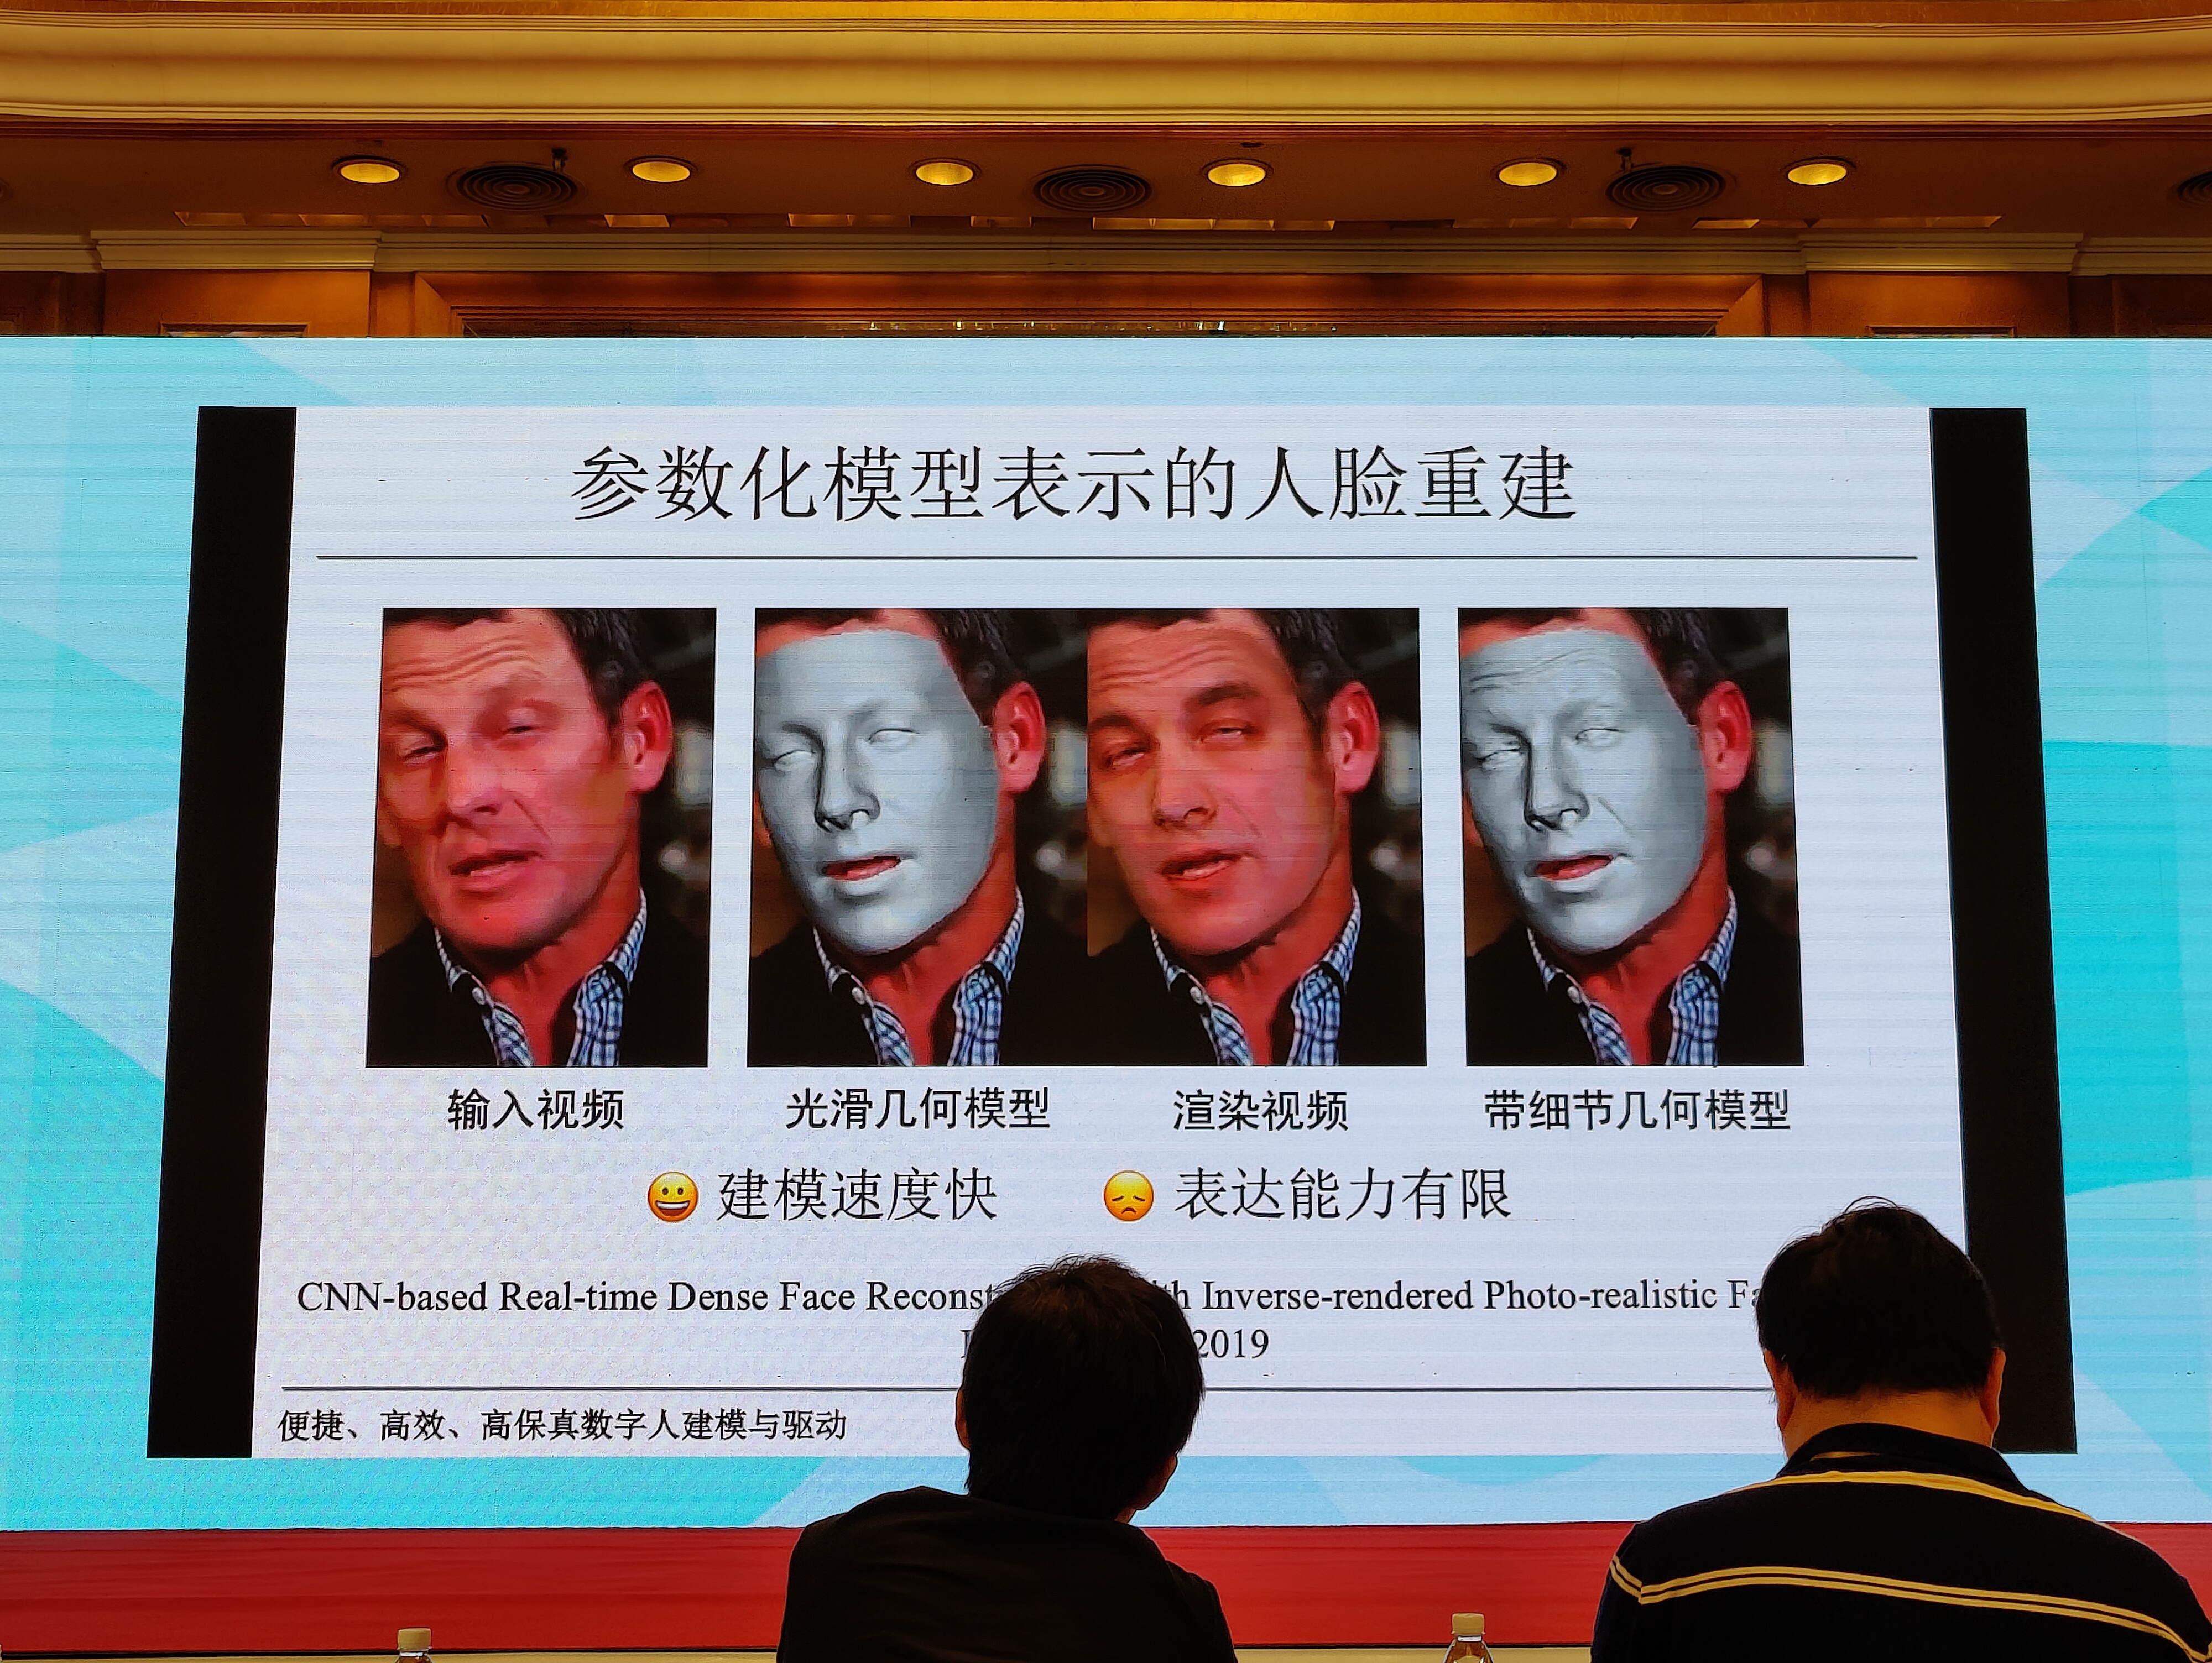 参数化模型表示的人脸重建
输入视频 光滑几何模型 渲染视频 带细节几何模型
😀 建模速度快 😞 表达能力有限
CNN-based Real-time Dense Face Inverse-rendered Photo-realistic
2019
便捷、高效、高保真数字人建模与驱动